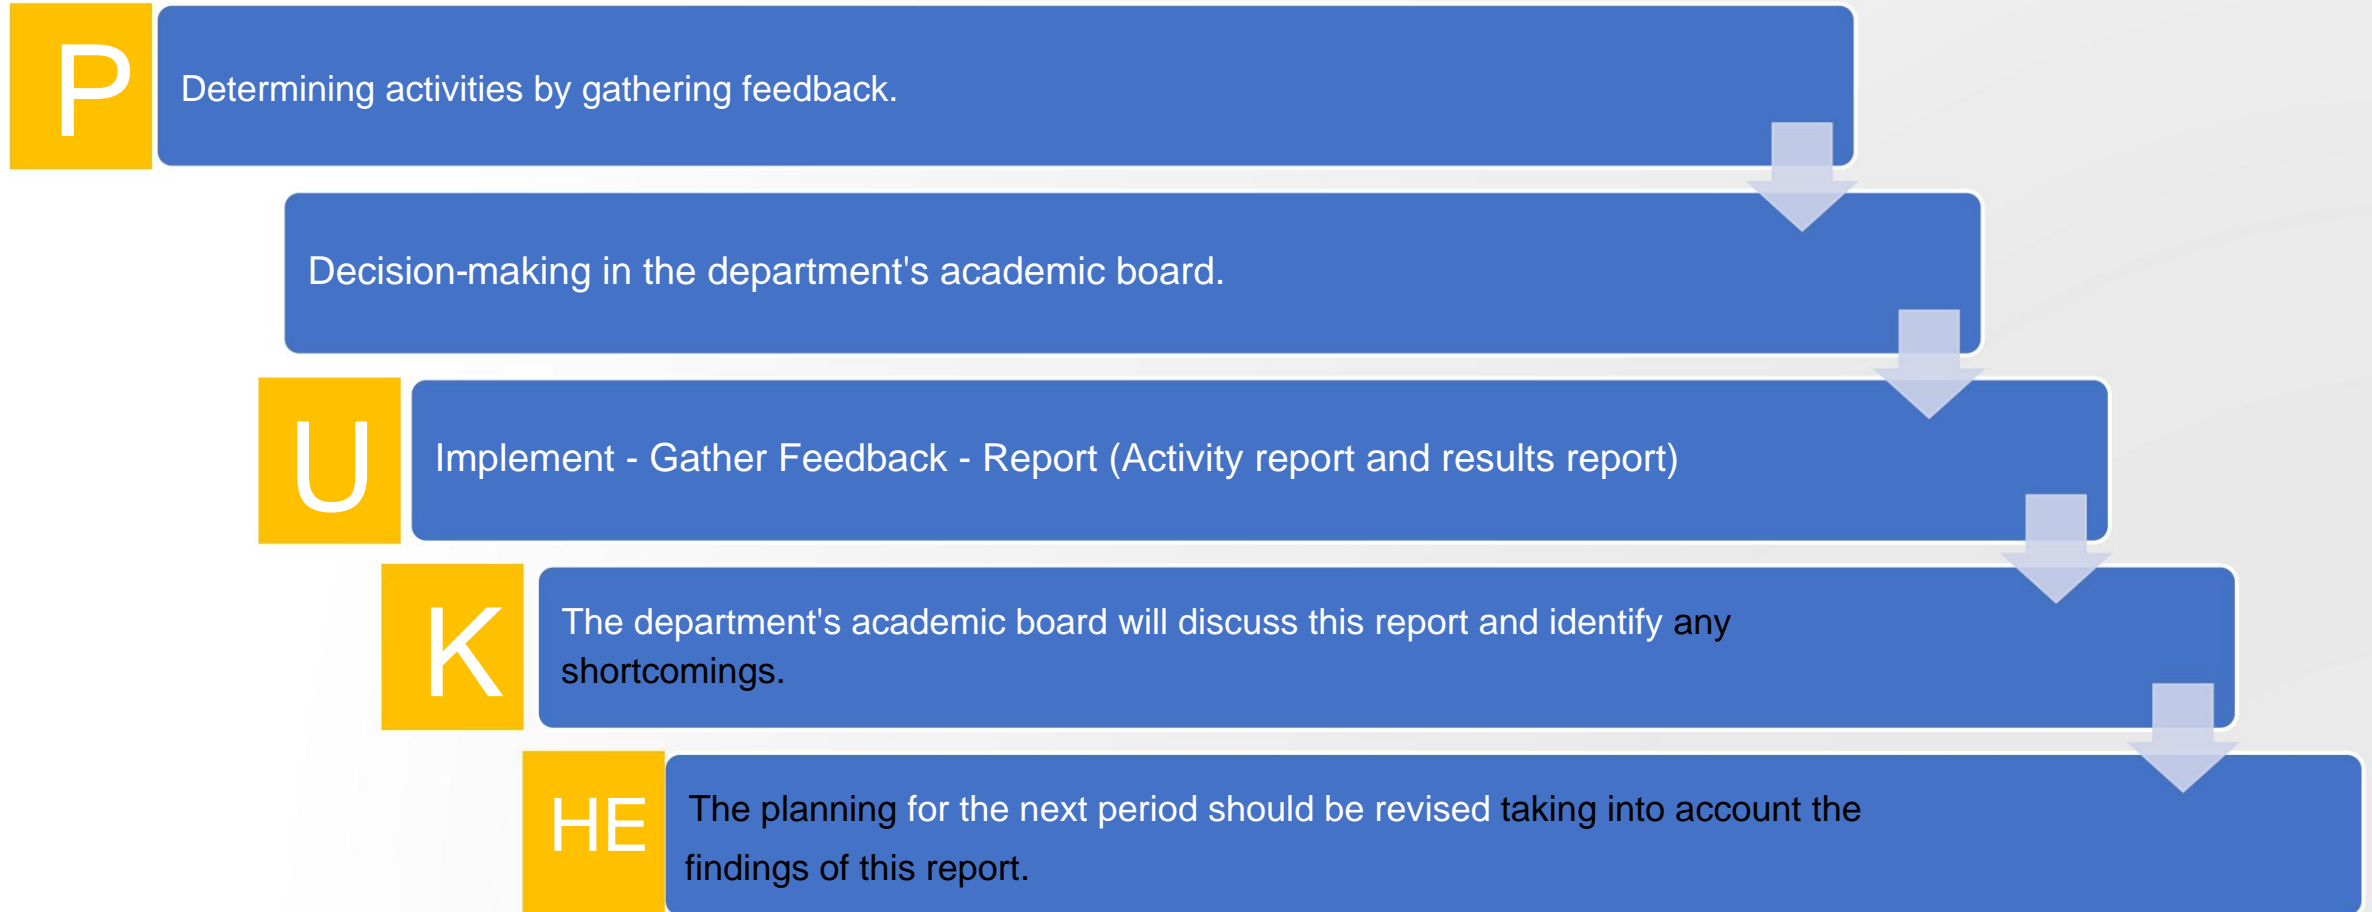 P
Determining activities by gathering feedback.
Decision-making in the department's academic board.
U
Implement - Gather Feedback - Report (Activity report and results report)
K
The department's academic board will discuss this report and identify any
shortcomings.
HE
The planning for the next period should be revised taking into account the
findings of this report.